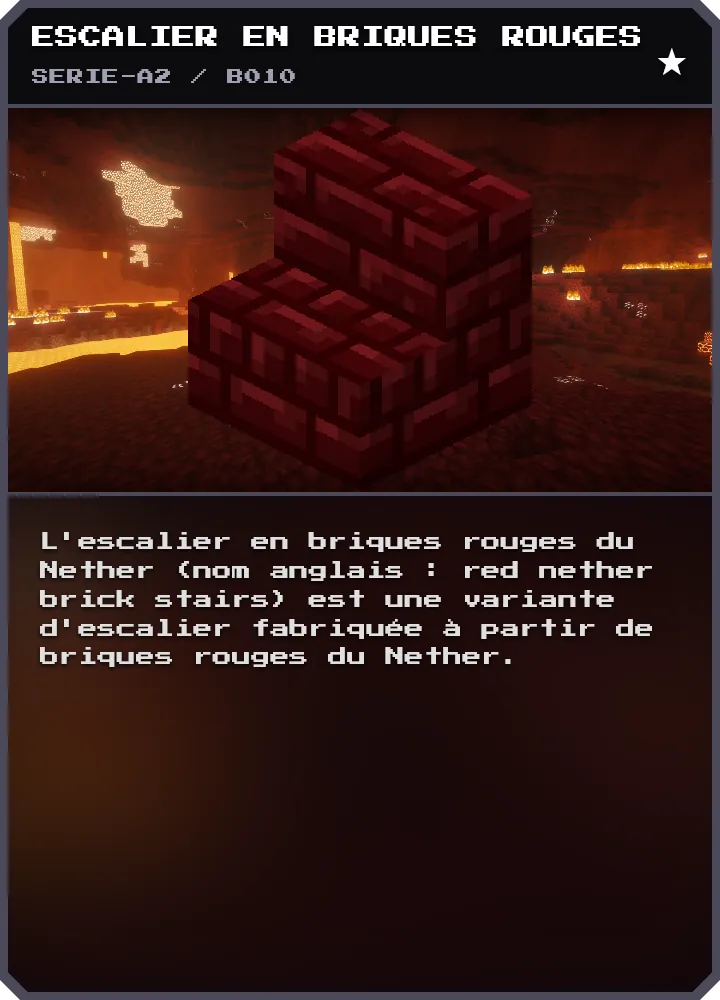 ESCALIER EN BRIQUES ROUGES
SERIE-A2 / B010
L'escalier en briques rouges du
Nether (nom anglais : red nether
brick stairs) est une variante
d'escalier fabriquée à partir de
briques rouges du Nether.